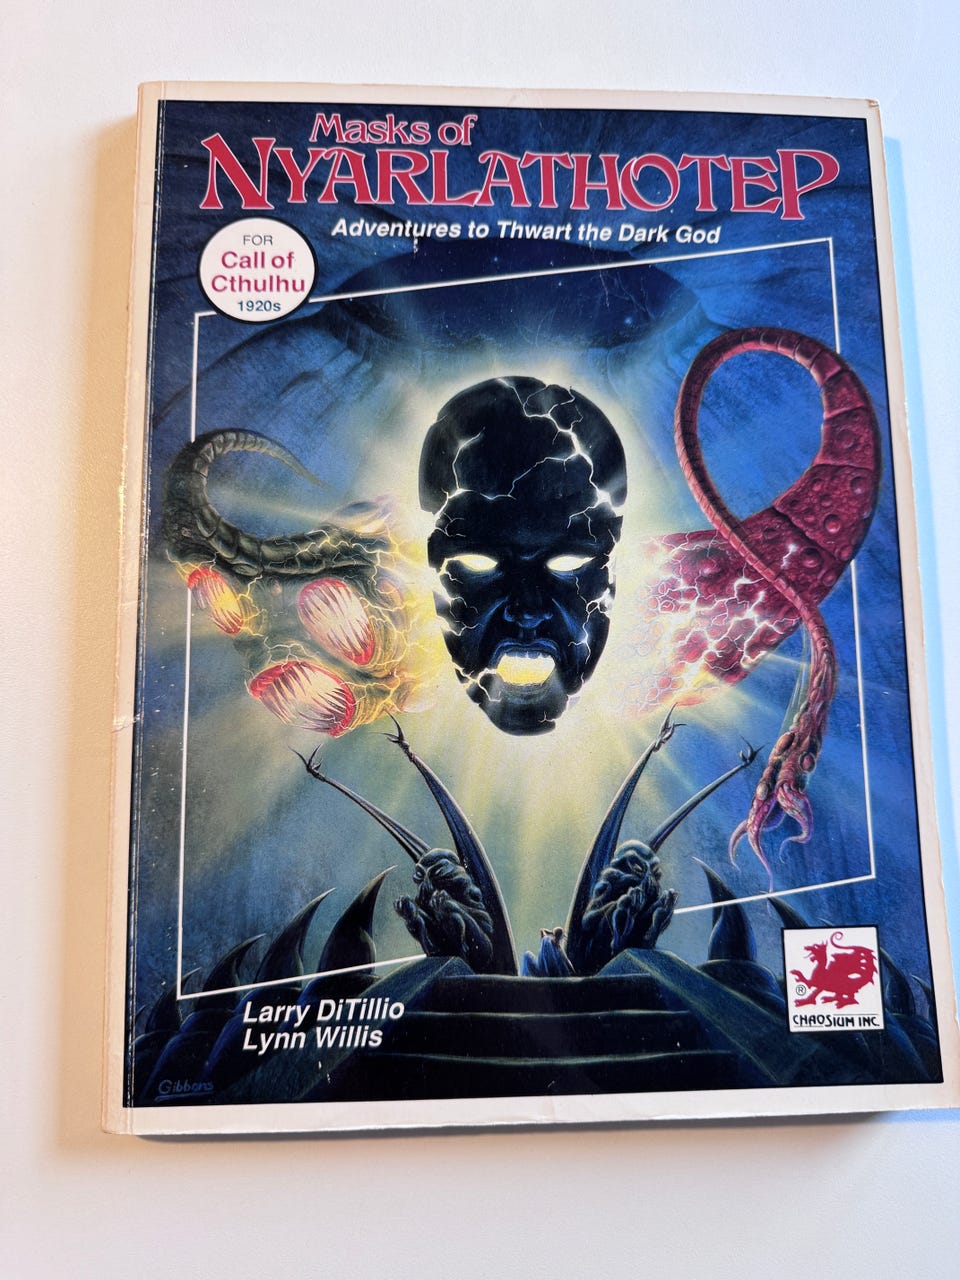 Masks of
NYARLATHOTEP
Adventures to Thwart the Dark God
FOR
Call of
Cthulhu
1920s
Larry DiTillio
Lynn Willis
Gibbons
®
CHAOSIUM INC.